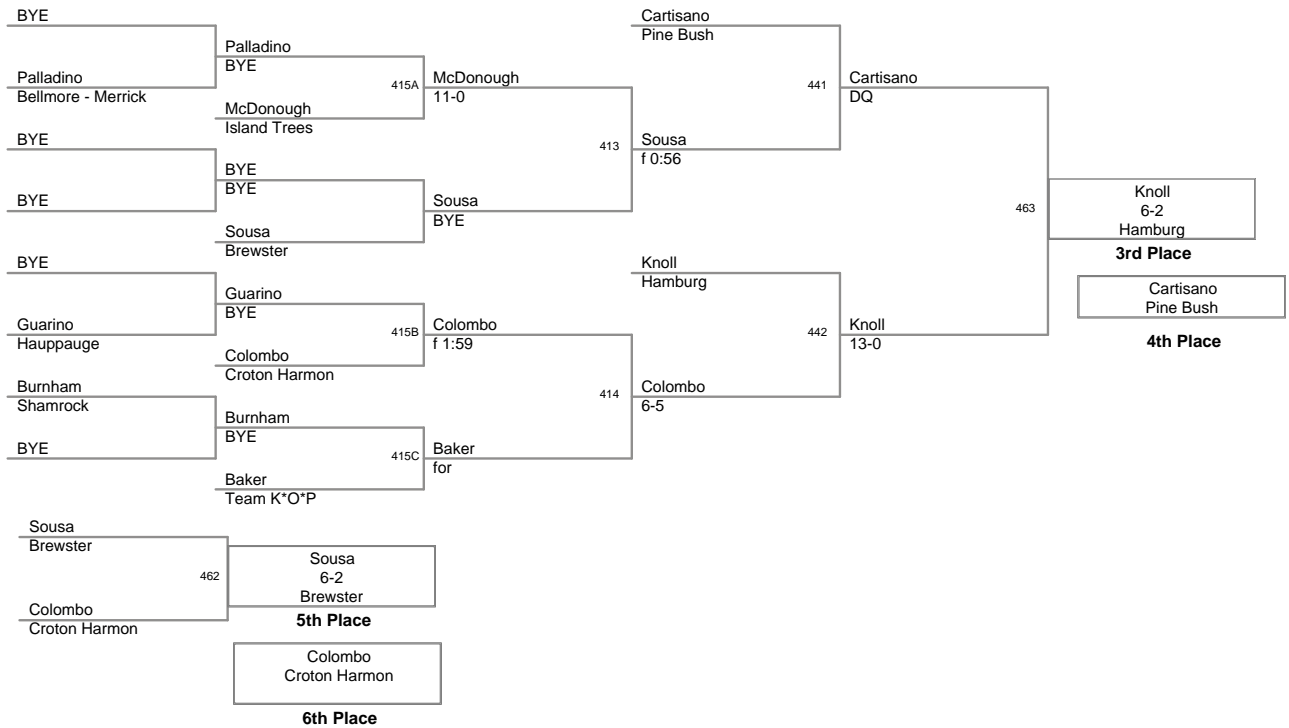 BYE
Palladino
Bellmore - Merrick
BYE
BYE
BYE
Guarino
Hauppauge
Burnham
Shamrock
BYE
Palladino
BYE
McDonough
Island Trees
BYE
BYE
Sousa
Brewster
Guarino
BYE
Colombo
Croton Harmon
Burnham
BYE
Baker
Team K*O*P
415A
415B
415C
McDonough
11-0
Sousa
BYE
Colombo
f 1:59
Baker
for
413
414
Cartisano
Pine Bush
Sousa
f 0:56
Knoll
Hamburg
Colombo
6-5
441
442
Cartisano
DQ
Knoll
13-0
463
Knoll
6-2
Hamburg
3rd Place
Cartisano
Pine Bush
4th Place
Sousa
Brewster
Colombo
Croton Harmon
462
Sousa
6-2
Brewster
5th Place
Colombo
Croton Harmon
6th Place